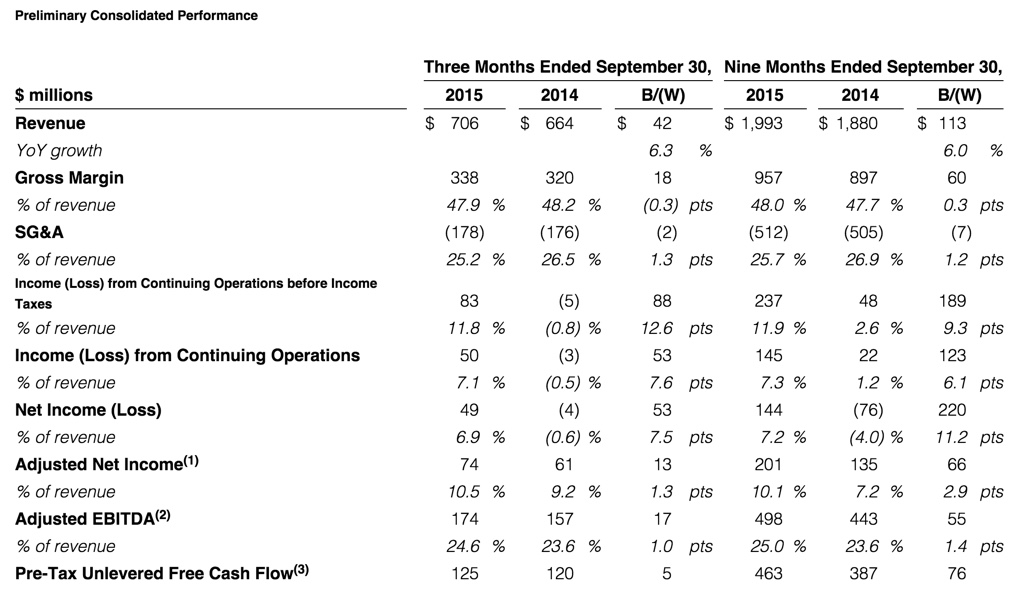 Preliminary Consolidated Performance
Three Months Ended September 30, Nine Months Ended September 30,
$ millions 2015 2014 B/(W) 2015 2014 B/(W)
Revenue $ 706 $ 664 $ 42 $ 1,993 $ 1,880 $ 113
YoY growth 6.3 % 6.0 %
Gross Margin 338 320 18 957 897 60
% of revenue 47.9 % 48.2 % (0.3) pts 48.0 % 47.7 % 0.3 pts
SG&A (178) (176) (2) (512) (505) (7)
% of revenue 25.2 % 26.5 % 1.3 pts 25.7 % 26.9 % 1.2 pts
Income (Loss) from Continuing Operations before Income
Taxes 83 (5) 88 237 48 189
% of revenue 11.8 % (0.8) % 12.6 pts 11.9 % 2.6 % 9.3 pts
Income (Loss) from Continuing Operations 50 (3) 53 145 22 123
% of revenue 7.1 % (0.5) % 7.6 pts 7.3 % 1.2 % 6.1 pts
Net Income (Loss) 49 (4) 53 144 (76) 220
% of revenue 6.9 % (0.6) % 7.5 pts 7.2 % (4.0) % 11.2 pts
Adjusted Net Income(1) 74 61 13 201 135 66
% of revenue 10.5 % 9.2 % 1.3 pts 10.1 % 7.2 % 2.9 pts
Adjusted EBITDA(2) 174 157 17 498 443 55
% of revenue 24.6 % 23.6 % 1.0 pts 25.0 % 23.6 % 1.4 pts
Pre-Tax Unlevered Free Cash Flow(3) 125 120 5 463 387 76